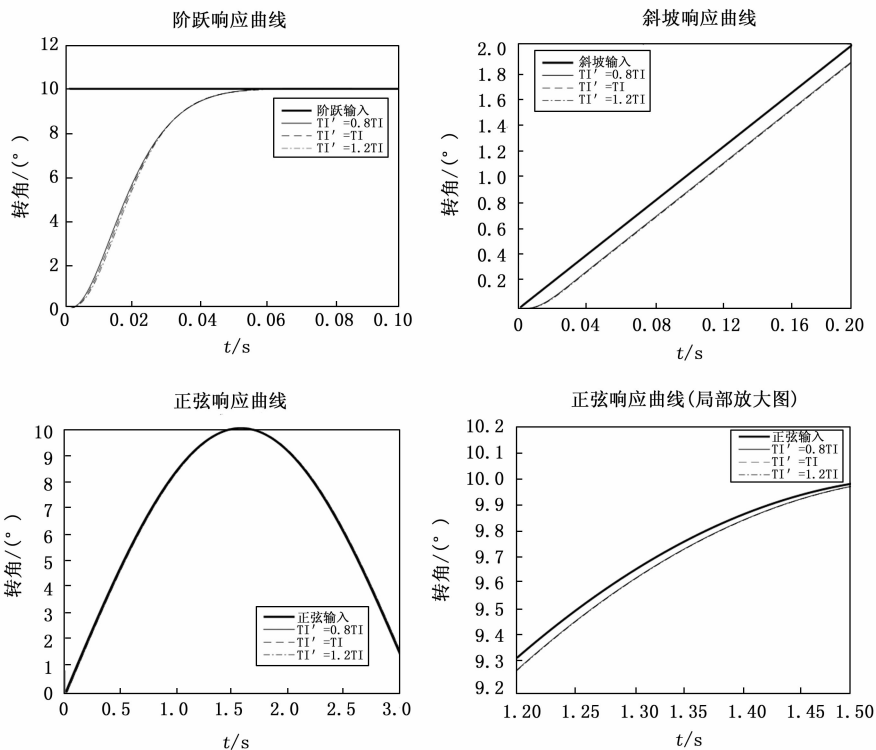 阶跃响应曲线
12
10
8
6
4
2
0
转角/(°)
阶跃输入
TI′=0.8TI
TI′=TI
TI′=1.2TI
0 0.02 0.04 0.06 0.08 0.10
t/s
斜坡响应曲线
2.0
1.8
1.6
1.4
1.2
1.0
0.8
0.6
0.4
0.2
转角/(°)
斜坡输入
TI′=0.8TI
TI′=TI
TI′=1.2TI
0 0.04 0.08 0.12 0.16 0.20
t/s
正弦响应曲线
10
9
8
7
6
5
4
3
2
1
0
转角/(°)
正弦输入
TI′=0.8TI
TI′=TI
TI′=1.2TI
0 0.5 1.0 1.5 2.0 2.5 3.0
t/s
正弦响应曲线(局部放大图)
10.2
10.1
10.0
9.9
9.8
9.7
9.6
9.5
9.4
9.3
9.2
转角/(°)
正弦输入
TI′=0.8TI
TI′=TI
TI′=1.2TI
1.20 1.25 1.30 1.35 1.40 1.45 1.50
t/s